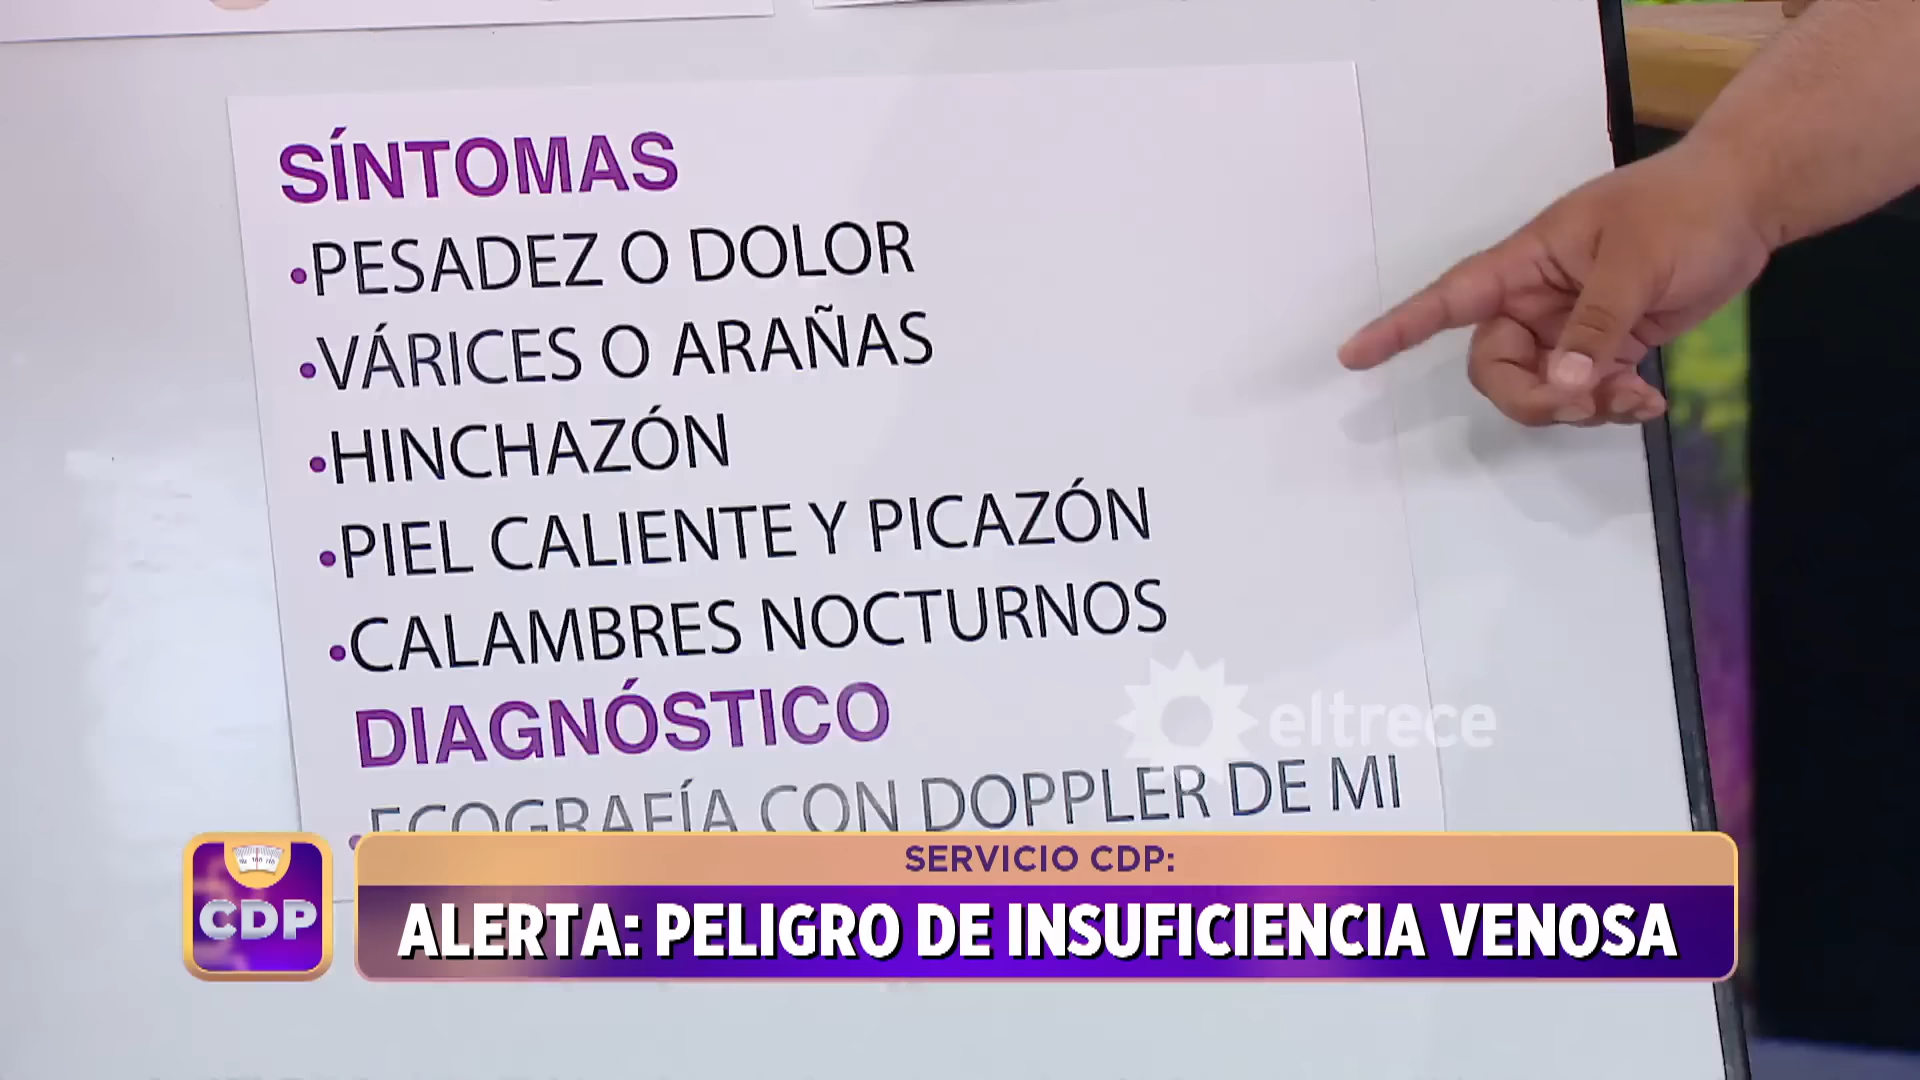 SÍNTOMAS
•PESADEZ O DOLOR
•VÁRICES O ARAÑAS
•HINCHAZÓN
•PIEL CALIENTE Y PICAZÓN
•CALAMBRES NOCTURNOS
DIAGNÓSTICO
•ECOGRAFÍA CON DOPPLER DE MI
eltrece
SERVICIO CDP:
CDP
ALERTA: PELIGRO DE INSUFICIENCIA VENOSA